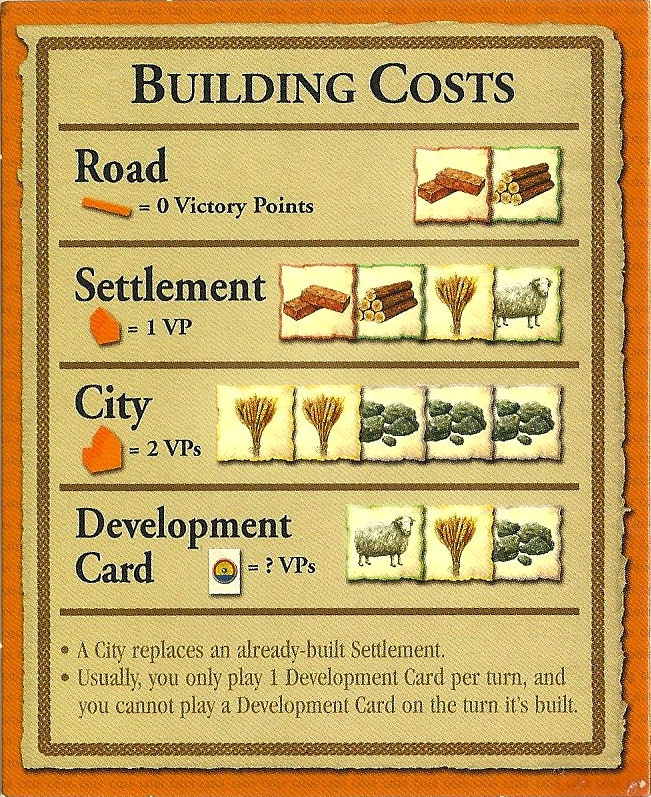 BUILDING COSTS
Road
= 0 Victory Points
Settlement
= 1 VP
City
= 2 VPs
Development
Card
= ? VPs
• A City replaces an already-built Settlement.
• Usually, you only play 1 Development Card per turn, and
you cannot play a Development Card on the turn it's built.